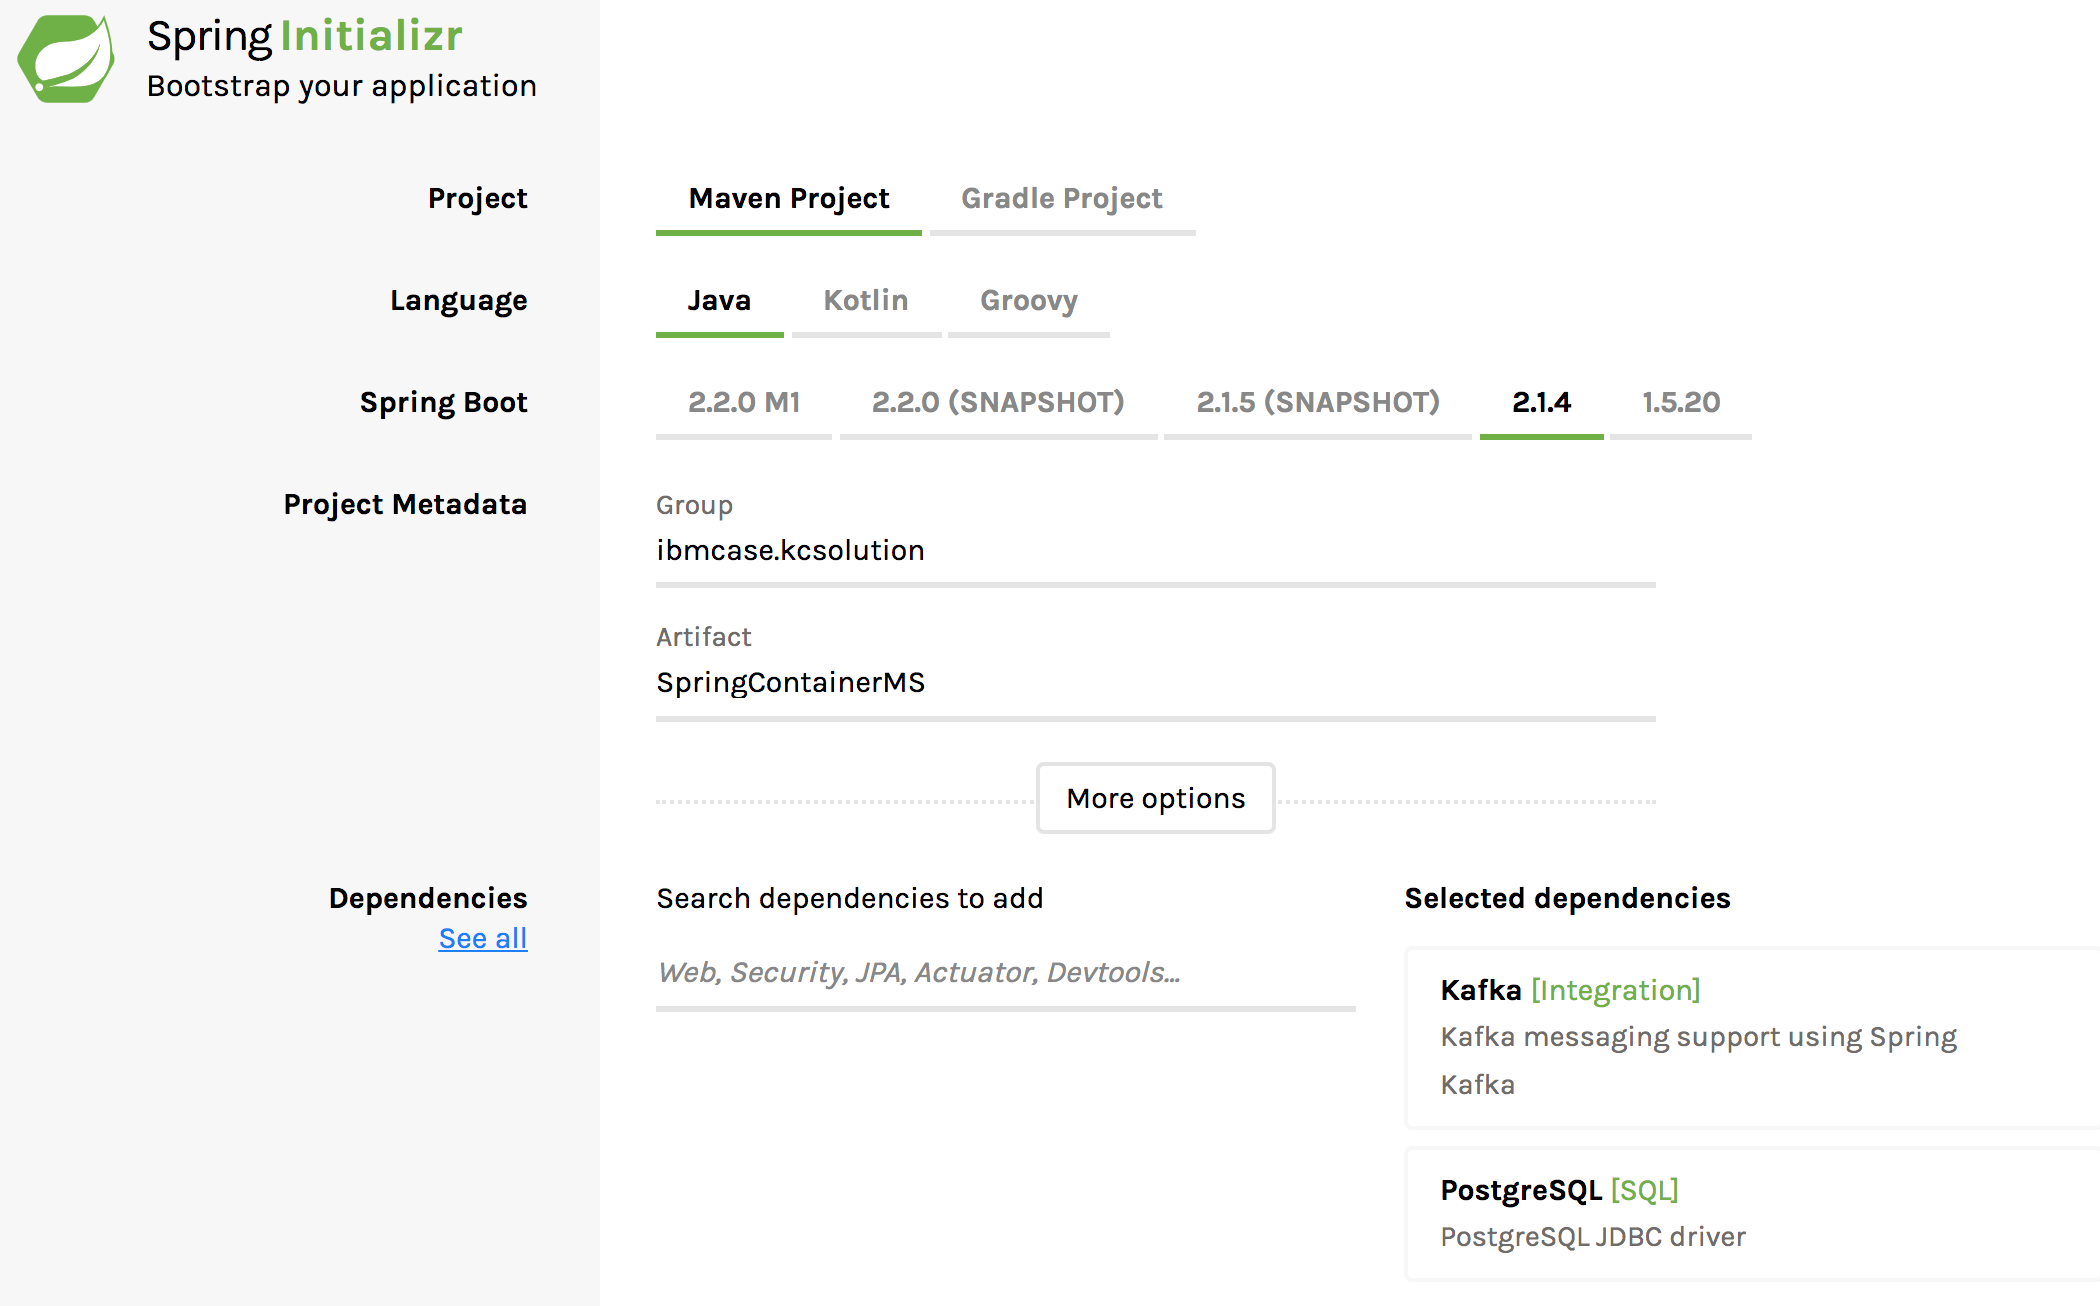 Spring Initializr
Bootstrap your application
Project
Maven Project Gradle Project
Language
Java Kotlin Groovy
Spring Boot
2.2.0 M1 2.2.0 (SNAPSHOT) 2.1.5 (SNAPSHOT) 2.1.4 1.5.20
Project Metadata
Group
ibmcase.kcsolution
Artifact
SpringContainerMS
More options
Dependencies
See all
Search dependencies to add
Web, Security, JPA, Actuator, Devtools...
Selected dependencies
Kafka [Integration]
Kafka messaging support using Spring
Kafka
PostgreSQL [SQL]
PostgreSQL JDBC driver